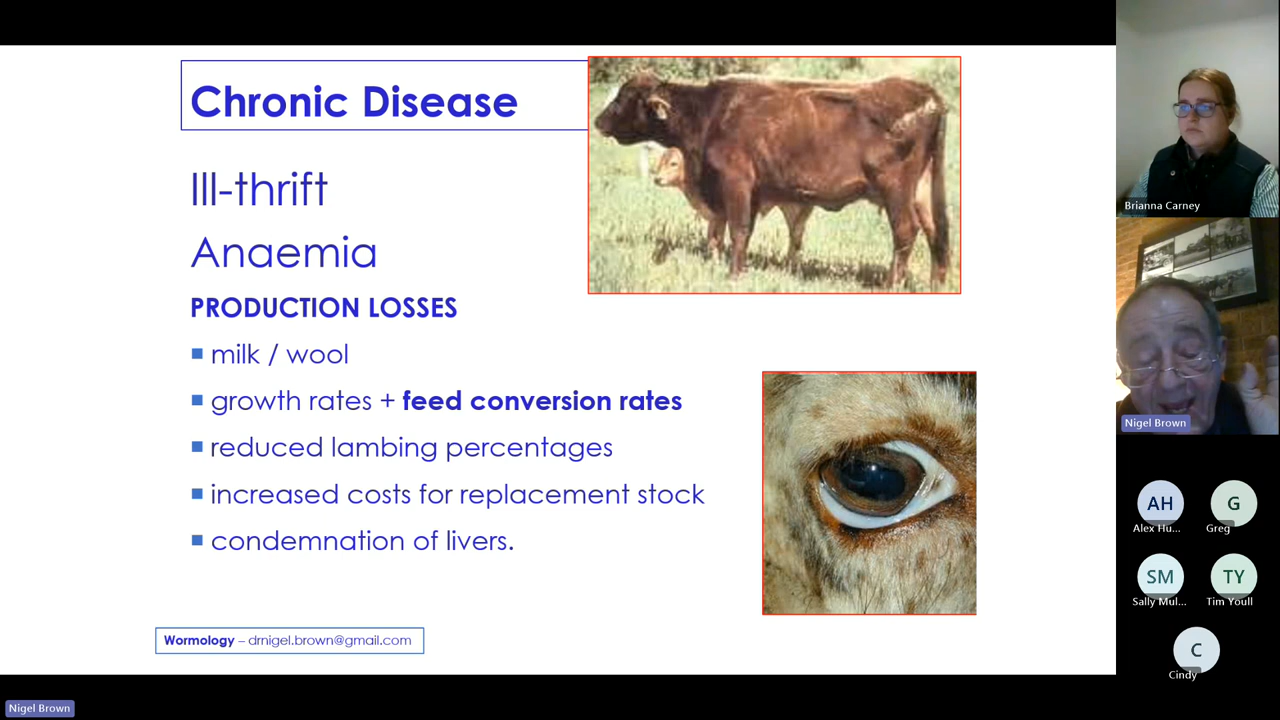 Chronic Disease
Ill-thrift
Anaemia
PRODUCTION LOSSES
milk / wool
growth rates + feed conversion rates
reduced lambing percentages
increased costs for replacement stock
condemnation of livers.
Wormology – drnigel.brown@gmail.com
Nigel Brown
Brianna Carney
Nigel Brown
AH
Alex Hu...
G
Greg
SM
Sally Mul...
TY
Tim Youll
C
Cindy